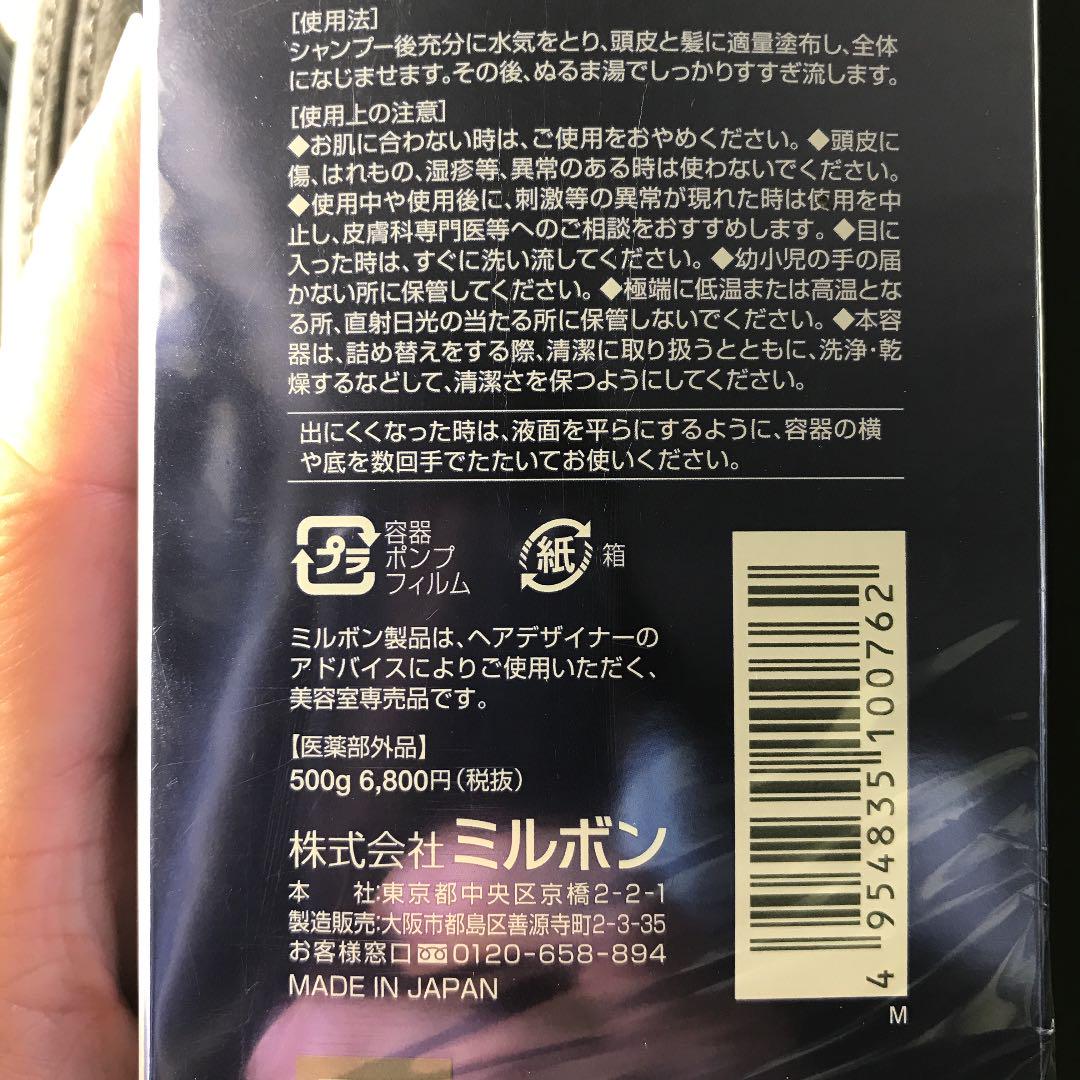 [使用法]
シャンプー後充分に水気をとり、頭皮と髪に適量塗布し、全体
になじませます。その後、ぬるま湯でしっかりすすぎ流します。
[使用上の注意]
◆お肌に合わない時は、ご使用をおやめください。◆頭皮に
傷、はれもの、湿疹等、異常のある時は使わないでください。
◆使用中や使用後に、刺激等の異常が現れた時は使用を中
止し、皮膚科専門医等へのご相談をおすすめします。◆目に
入った時は、すぐに洗い流してください。◆幼小児の手の届
かない所に保管してください。◆極端に低温または高温とな
る所、直射日光の当たる所に保管しないでください。◆本容
器は、詰め替えをする際、清潔に取り扱うとともに、洗浄・乾
燥するなどして、清潔さを保つようにしてください。
出にくくなった時は、液面を平らにするように、容器の横
や底を数回手でたたいてお使いください。
プラ
容器
ポンプ
フィルム
紙
箱
ミルボン製品は、ヘアデザイナーの
アドバイスによりご使用いただく、
美容室専売品です。
【医薬部外品】
500g 6,800円(税抜)
株式会社 ミルボン
本 社:東京都中央区京橋2-2-1
製造販売:大阪市都島区善源寺町2-3-35
お客様窓口 0120-658-894
MADE IN JAPAN
4 954835 100762
M